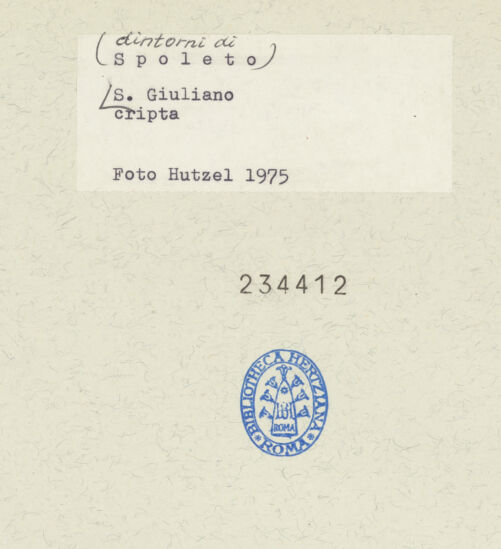 (dintorni di
Spoleto)
S. Giuliano
cripta
Foto Hutzel 1975
234412
BIBLIOTHECA HERTZIANA
ROMA
* ROMA *